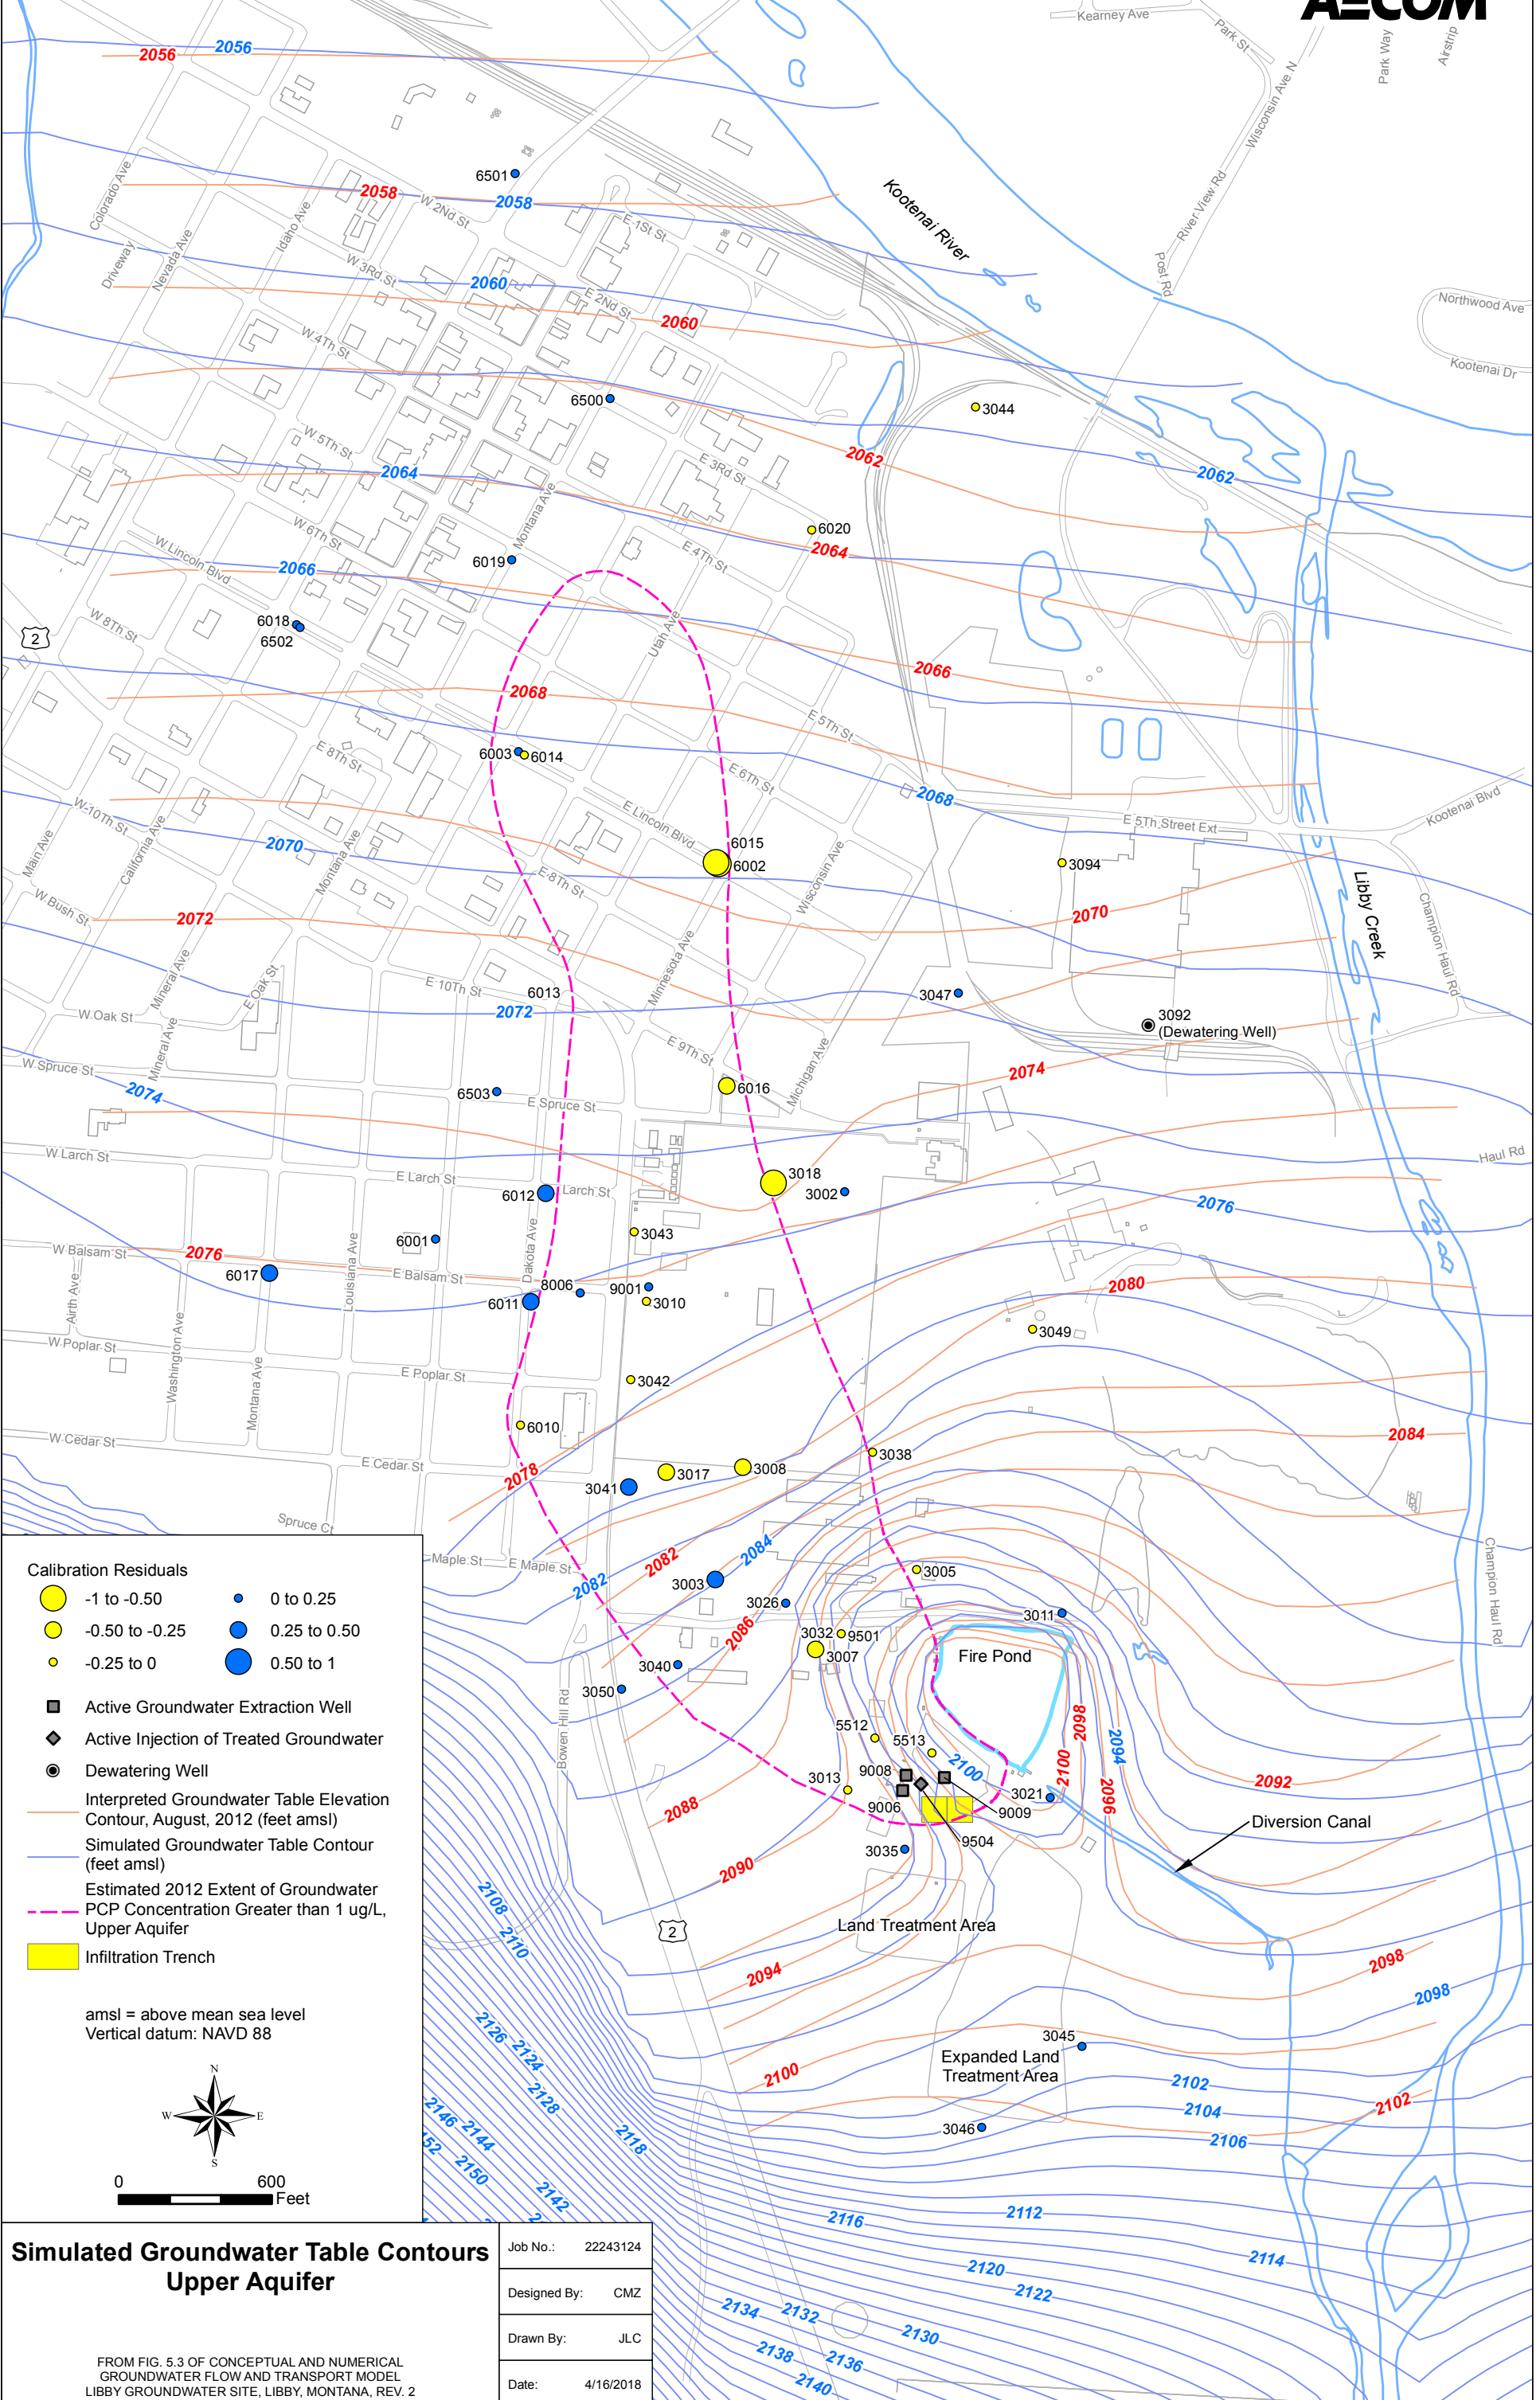 AECOM
Kearney Ave
Park St
Park Way
Airstrip
2056
2056
Wisconsin Ave N
Colorado Ave
6501
2058
2058
W 2Nd St
Kootenai River
River View Rd
Idaho Ave
E 1St St
Driveway
Nevada Ave
W 3Rd St
Post Rd
2060
E 2Nd St
2060
Northwood Ave
W 4Th St
Kootenai Dr
6500
3044
W 5Th St
2062
E 3Rd St
2064
2062
Montana Ave
W 6Th St
6020
W Lincoln Blvd
2064
E 4Th St
6019
2066
2
W 8Th St
6018
6502
Utah Ave
2066
2068
E 5Th St
6003
6014
E 8Th St
E 6Th St
2068
W 10Th St
E Lincoln Blvd
E 5Th Street Ext
Kootenai Blvd
Main Ave
California Ave
2070
Montana Ave
6015
6002
3094
E 8Th St
Wisconsin Ave
W Bush St
2072
2070
Libby Creek
Champion Haul Rd
Mineral Ave
E Oak St
E 10Th St
6013
Minnesota Ave
3047
W Oak St
2072
3092
(Dewatering Well)
Mineral Ave
E 9Th St
Michigan Ave
W Spruce St
2074
2074
6503
E Spruce St
6016
W Larch St
Haul Rd
E Larch St
Larch St
3018
6012
3002
2076
6001
3043
W Balsam St
2076
Louisiana Ave
Dakota Ave
6017
E Balsam St
8006
9001
2080
Airth Ave
6011
3010
Washington Ave
3049
W Poplar St
E Poplar St
3042
Montana Ave
6010
W Cedar St
2084
3038
E Cedar St
2078
3017
3008
3041
Spruce Ct
Maple St
E Maple St
2082
2084
Champion Haul Rd
2082
3003
3005
3026
3011
2086
3032
9501
3007
Fire Pond
3040
3050
Bowen Hill Rd
5512
5513
2098
2094
9008
2100
2100
2092
3013
3021
2096
2088
9006
9009
Diversion Canal
9504
3035
2090
2108
Land Treatment Area
2
2110
2094
2098
2098
2126
2124
3045
Expanded Land
Treatment Area
2100
2102
2128
2102
2146
2144
2104
3046
2118
2106
52
2150
2142
2112
2116
2114
2120
2122
2134
2132
2130
2138
2136
2140
Calibration Residuals
-1 to -0.50
0 to 0.25
-0.50 to -0.25
0.25 to 0.50
-0.25 to 0
0.50 to 1
Active Groundwater Extraction Well
Active Injection of Treated Groundwater
Dewatering Well
Interpreted Groundwater Table Elevation
Contour, August, 2012 (feet amsl)
Simulated Groundwater Table Contour
(feet amsl)
Estimated 2012 Extent of Groundwater
PCP Concentration Greater than 1 ug/L,
Upper Aquifer
Infiltration Trench
amsl = above mean sea level
Vertical datum: NAVD 88
N
W
E
S
0
600
Feet
Simulated Groundwater Table Contours
Upper Aquifer
FROM FIG. 5.3 OF CONCEPTUAL AND NUMERICAL
GROUNDWATER FLOW AND TRANSPORT MODEL
LIBBY GROUNDWATER SITE, LIBBY, MONTANA, REV. 2
Job No.: 22243124
Designed By: CMZ
Drawn By: JLC
Date: 4/16/2018